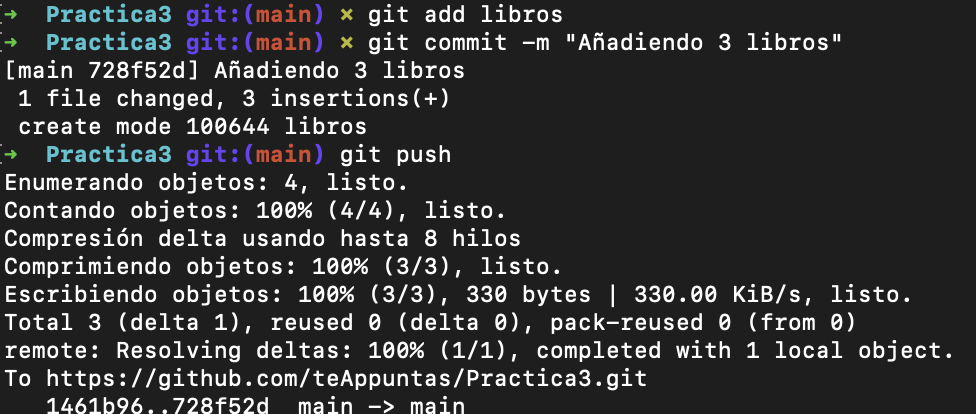 ➜  Practica3 git:(main) ✗ git add libros
➜  Practica3 git:(main) ✗ git commit -m "Añadiendo 3 libros"
[main 728f52d] Añadiendo 3 libros
 1 file changed, 3 insertions(+)
 create mode 100644 libros
➜  Practica3 git:(main) git push
Enumerando objetos: 4, listo.
Contando objetos: 100% (4/4), listo.
Compresión delta usando hasta 8 hilos
Comprimiendo objetos: 100% (3/3), listo.
Escribiendo objetos: 100% (3/3), 330 bytes | 330.00 KiB/s, listo.
Total 3 (delta 1), reused 0 (delta 0), pack-reused 0 (from 0)
remote: Resolving deltas: 100% (1/1), completed with 1 local object.
To https://github.com/teAppuntas/Practica3.git
   1461b96..728f52d  main -> main